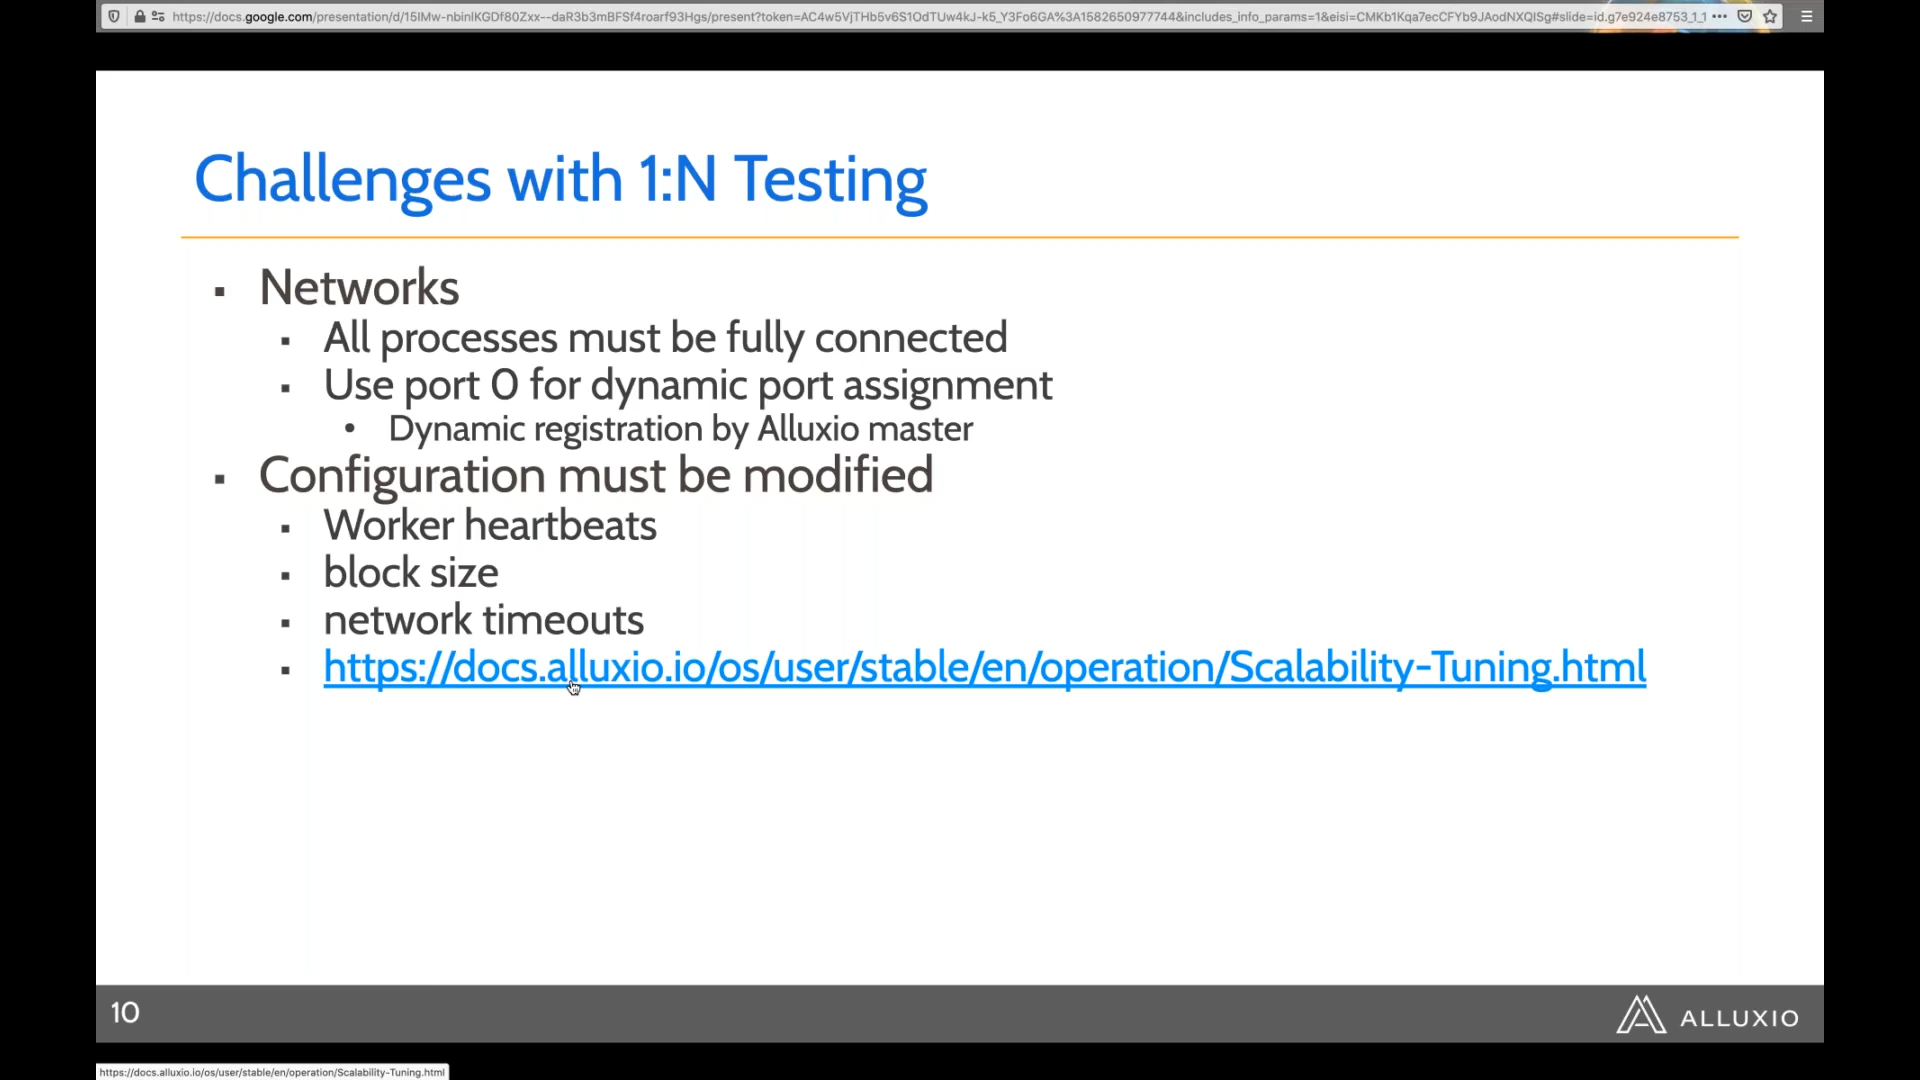 https://docs.google.com/presentation/d/15IMw-nbinlKGDf80Zxx--daR3b3mBFSf4roarf93Hgs/present?token=AC4w5VjTHb5v6S1OdTUw4kJ-k5_Y3Fo6GA%3A1582650977744&includes_info_params=1&eisi=CMKb1Kqa7ecCFYb9JAodNXQISg#slide=id.g7e924e8753_1_1
Challenges with 1:N Testing
▪ Networks
▪ All processes must be fully connected
▪ Use port 0 for dynamic port assignment
• Dynamic registration by Alluxio master
▪ Configuration must be modified
▪ Worker heartbeats
▪ block size
▪ network timeouts
▪ https://docs.alluxio.io/os/user/stable/en/operation/Scalability-Tuning.html
10
ALLUXIO
https://docs.alluxio.io/os/user/stable/en/operation/Scalability-Tuning.html